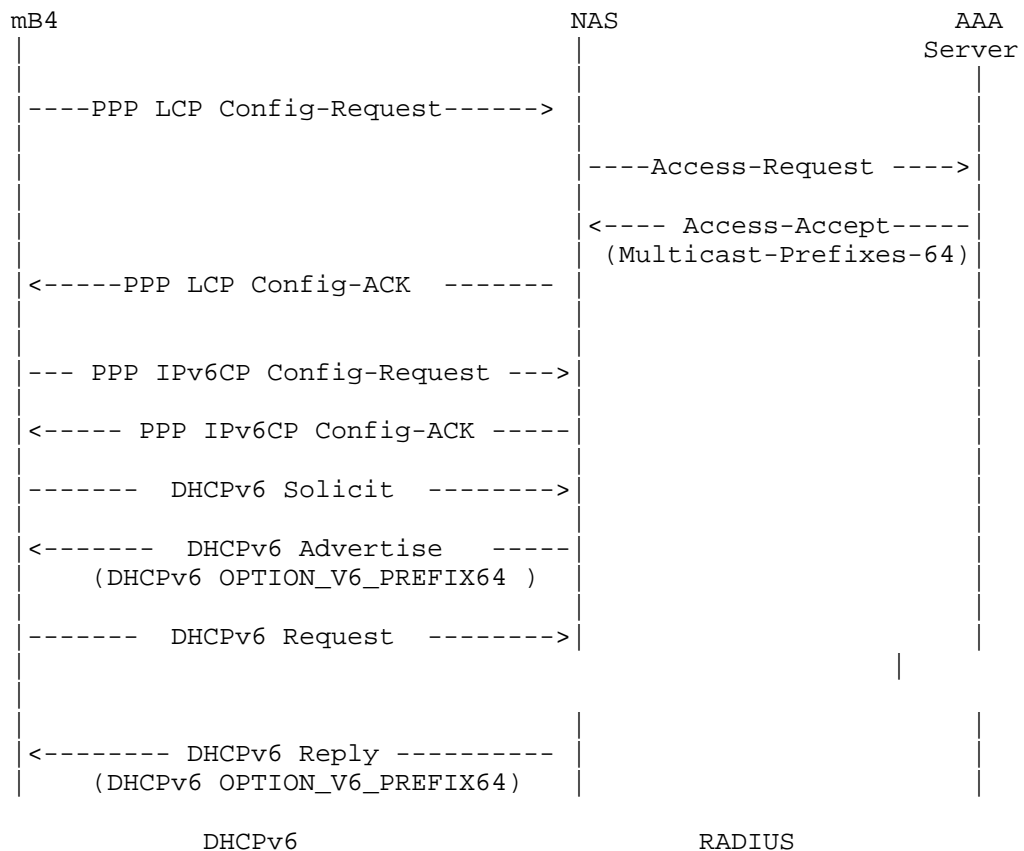 mB4 NAS AAA
Server
----PPP LCP Config-Request------>
----Access-Request ---->
<---- Access-Accept-----
(Multicast-Prefixes-64)
<-----PPP LCP Config-ACK -------
--- PPP IPv6CP Config-Request --->
<----- PPP IPv6CP Config-ACK -----
------- DHCPv6 Solicit -------->
<------- DHCPv6 Advertise -----
(DHCPv6 OPTION_V6_PREFIX64 )
------- DHCPv6 Request -------->
<-------- DHCPv6 Reply ----------
(DHCPv6 OPTION_V6_PREFIX64)
DHCPv6 RADIUS